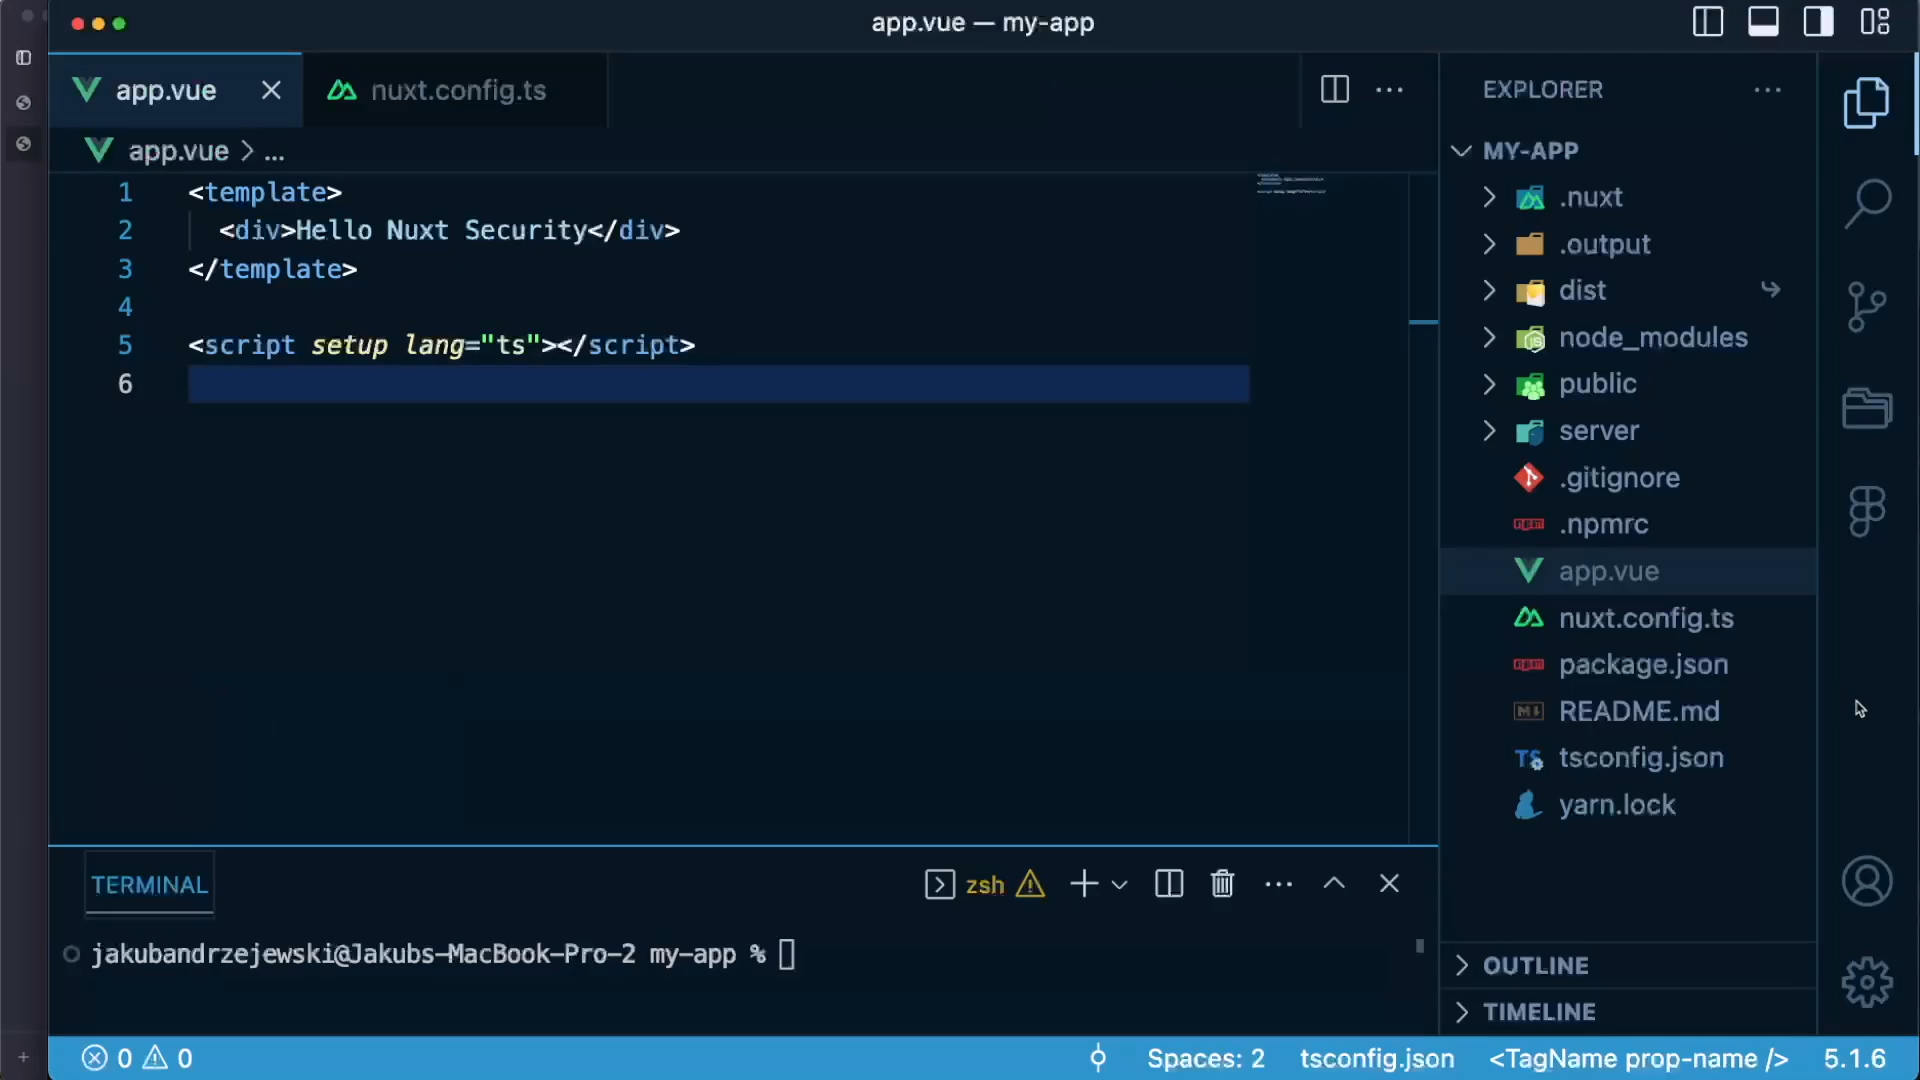 app.vue — my-app
app.vue
nuxt.config.ts
app.vue > ...
1 <template>
2 <div>Hello Nuxt Security</div>
3 </template>
4
5 <script setup lang="ts"></script>
6
EXPLORER
MY-APP
.nuxt
.output
dist
node_modules
public
server
.gitignore
.npmrc
app.vue
nuxt.config.ts
package.json
README.md
tsconfig.json
yarn.lock
OUTLINE
TIMELINE
TERMINAL
zsh
jakubandrzejewski@Jakubs-MacBook-Pro-2 my-app %
0 0
Spaces: 2 tsconfig.json <TagName prop-name /> 5.1.6